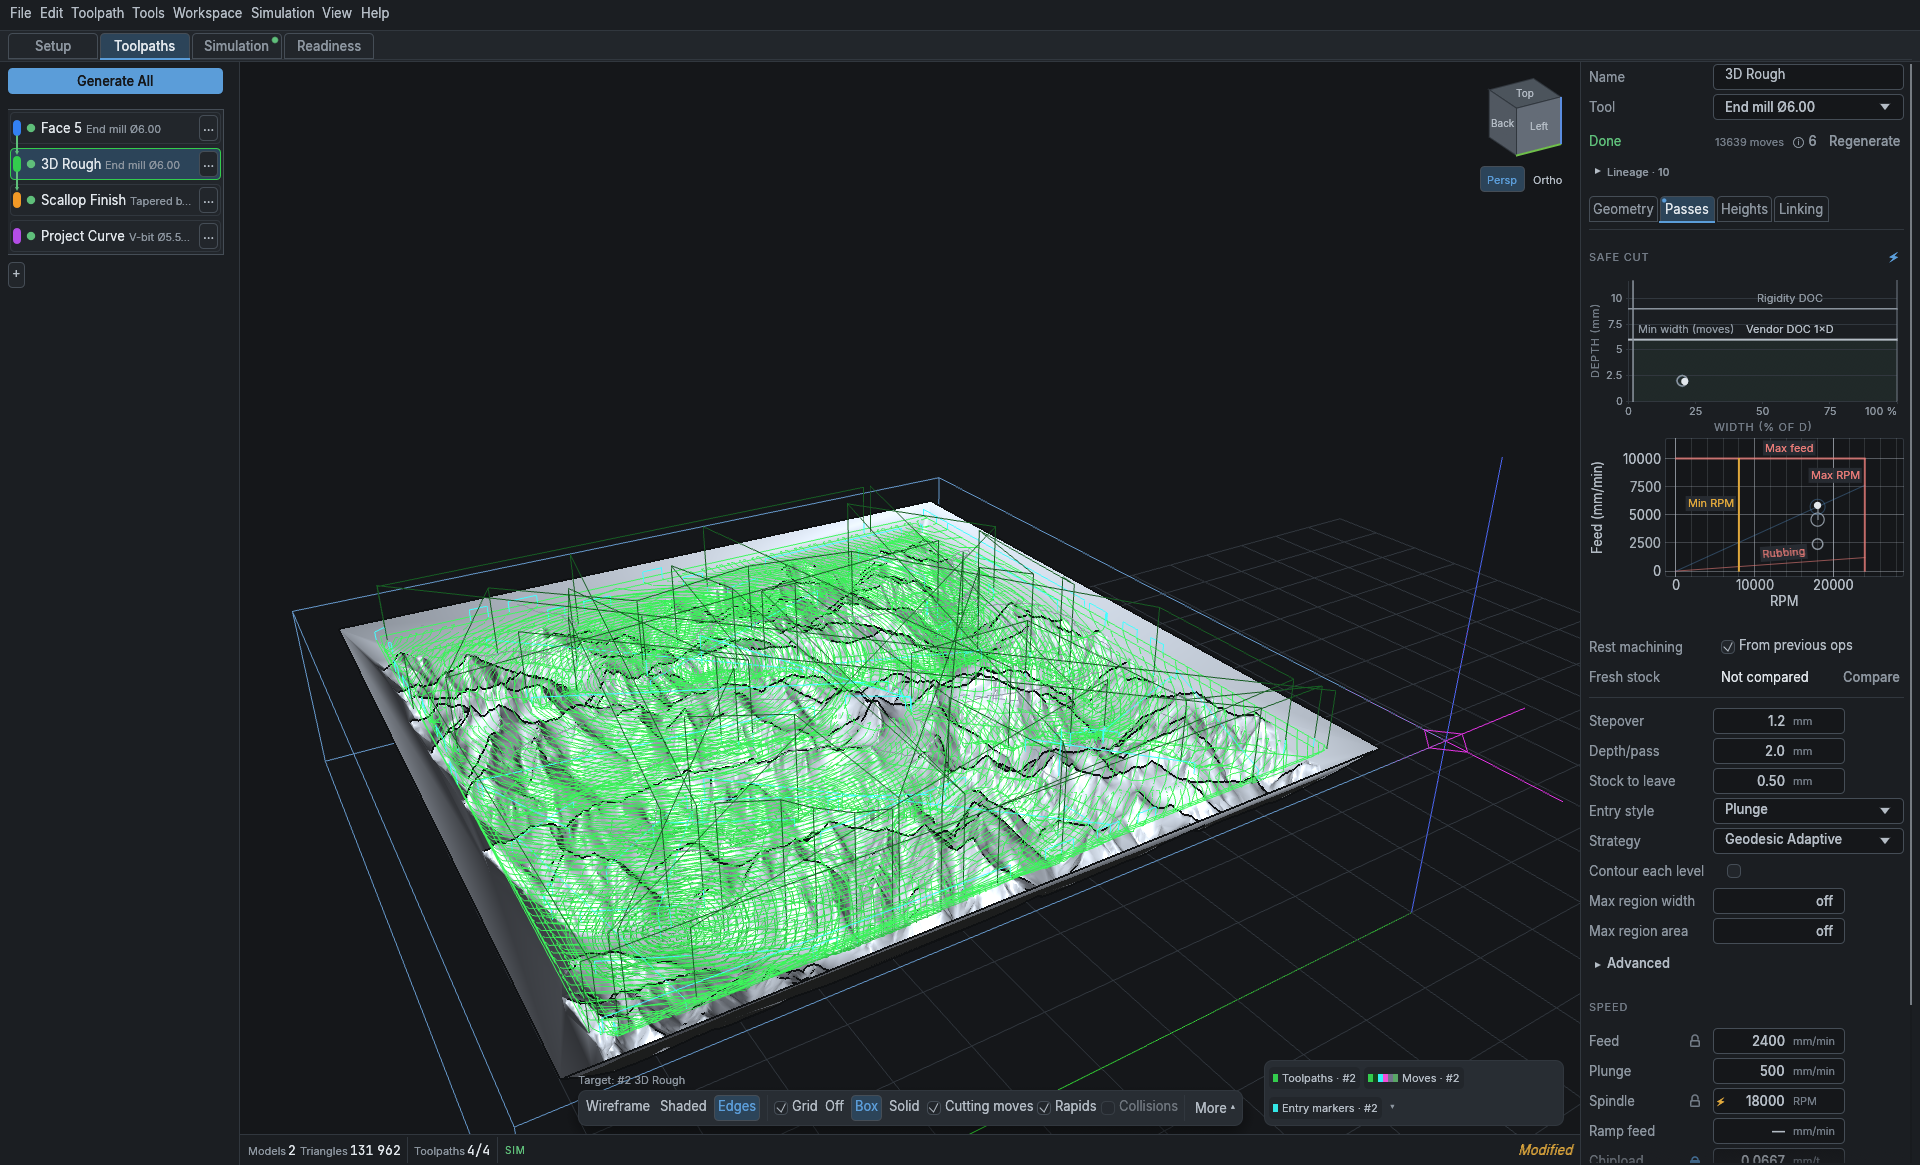 File Edit Toolpath Tools Workspace Simulation View Help
Setup Toolpaths Simulation Readiness
Generate All
Face 5 End mill Ø6.00 ...
3D Rough End mill Ø6.00 ...
Scallop Finish Tapered b... ...
Project Curve V-bit Ø5.5... ...
+
Top
Back Left
Persp Ortho
Target: #2 3D Rough
Wireframe Shaded Edges Grid Off Box Solid Cutting moves Rapids Collisions More
Toolpaths · #2 Moves · #2
Entry markers · #2
Models 2 Triangles 131 962 Toolpaths 4/4 SIM Modified
Name 3D Rough
Tool End mill Ø6.00
Done 13639 moves 6 Regenerate
Lineage · 10
Geometry Passes Heights Linking
SAFE CUT
10 Rigidity DOC
7.5 Min width (moves) Vendor DOC 1×D
5
2.5
0
DEPTH (mm)
0 25 50 75 100 %
WIDTH (% OF D)
Max feed
10000
Max RPM
7500
Min RPM
5000
2500
Rubbing
0
Feed (mm/min)
0 10000 20000
RPM
Rest machining From previous ops
Fresh stock Not compared Compare
Stepover 1.2 mm
Depth/pass 2.0 mm
Stock to leave 0.50 mm
Entry style Plunge
Strategy Geodesic Adaptive
Contour each level
Max region width off
Max region area off
Advanced
SPEED
Feed 2400 mm/min
Plunge 500 mm/min
Spindle 18000 RPM
Ramp feed — mm/min
Chipload 0.0667 mm/t